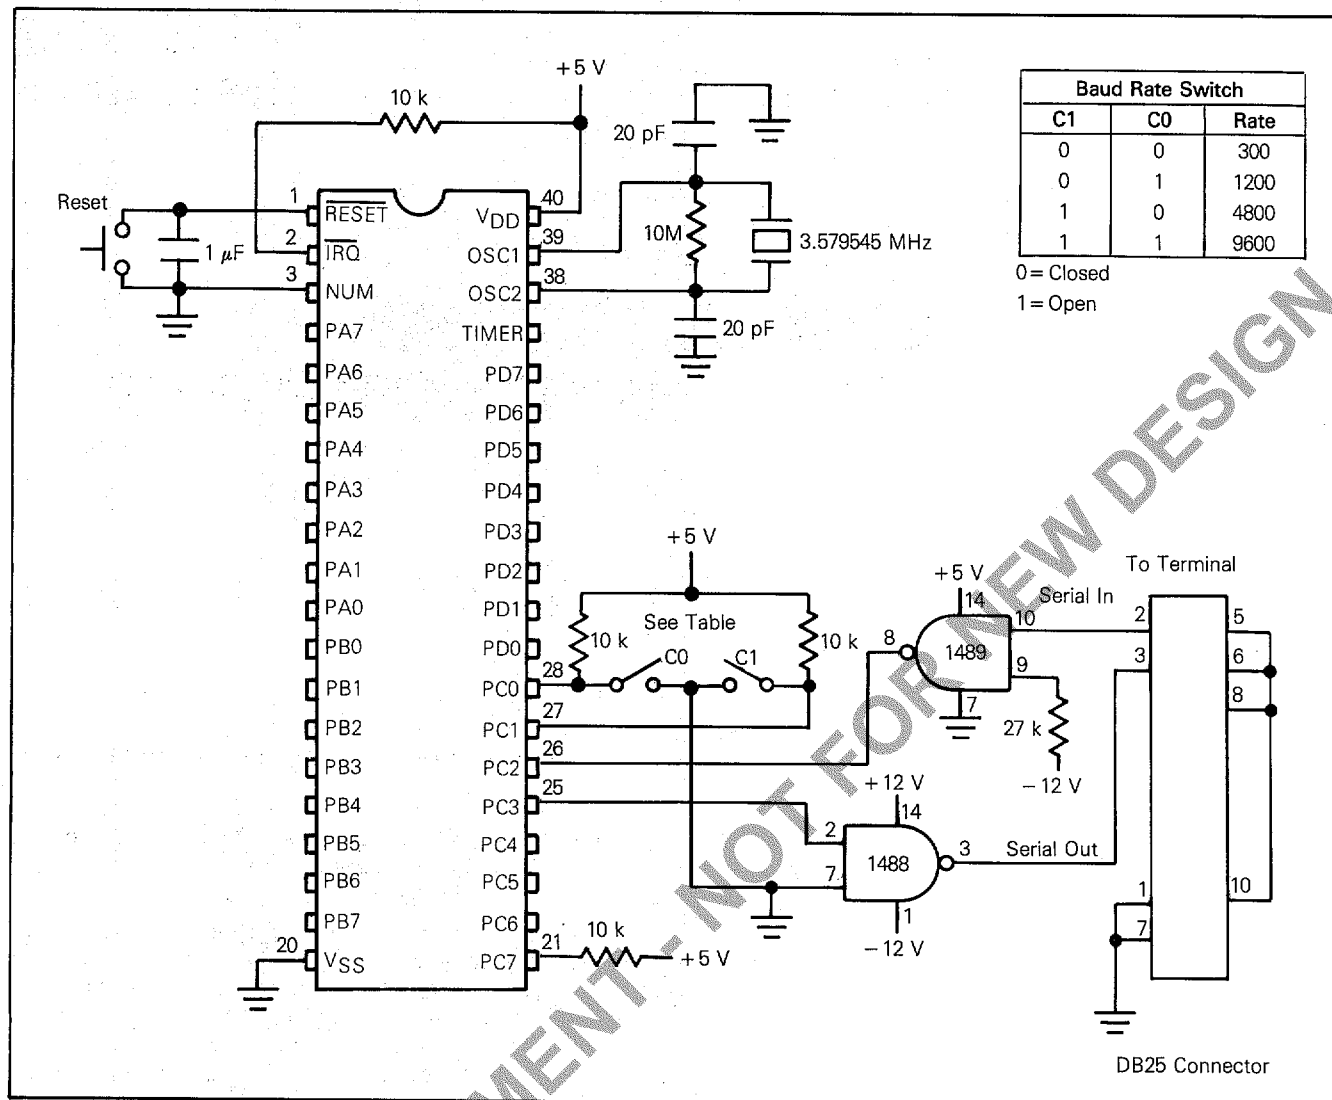 +5 V
10 k
20 pF
Baud Rate Switch
C1 C0 Rate
0 0 300
0 1 1200
1 0 4800
1 1 9600
0 = Closed
1 = Open
Reset
1 μF
10M
3.579545 MHz
20 pF
1 RESET
2 IRQ
3 NUM
PA7
PA6
PA5
PA4
PA3
PA2
PA1
PA0
PB0
PB1
PB2
PB3
PB4
PB5
PB6
PB7
20 VSS
40 VDD
39 OSC1
38 OSC2
TIMER
PD7
PD6
PD5
PD4
PD3
PD2
PD1
PD0
28 PC0
27 PC1
26 PC2
25 PC3
PC4
PC5
PC6
21 PC7
10 k
+5 V
+5 V
10 k
See Table
10 k
C0
C1
+5 V
14
Serial In
8
1489
10
9
7
27 k
−12 V
+12 V
14
2
7
1488
3
Serial Out
1
−12 V
To Terminal
2
3
1
7
5
6
8
10
DB25 Connector
MENT - NOT FOR NEW DESIGN